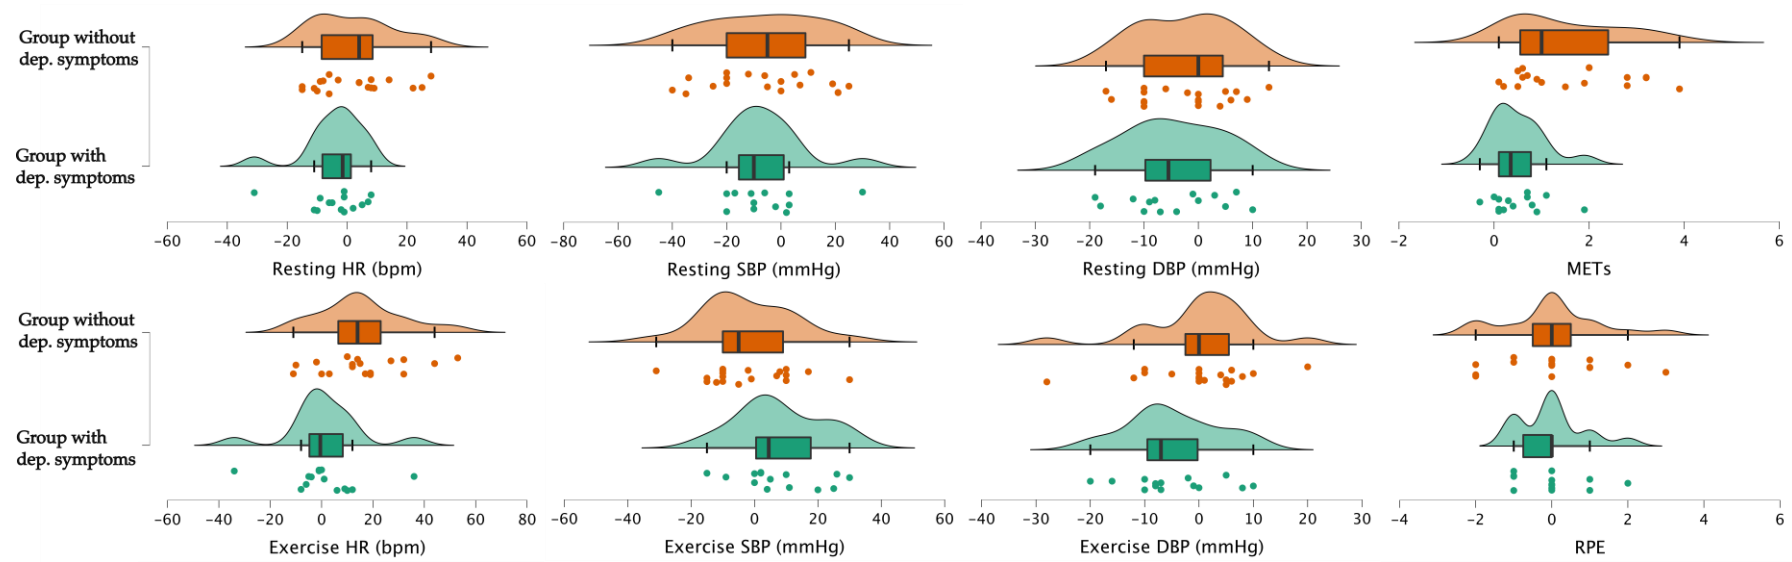 Group without
dep. symptoms
Group with
dep. symptoms
−60 −40 −20 0 20 40 60
Resting HR (bpm)
−80 −60 −40 −20 0 20 40 60
Resting SBP (mmHg)
−40 −30 −20 −10 0 10 20 30
Resting DBP (mmHg)
−2 0 2 4 6
METs
Group without
dep. symptoms
Group with
dep. symptoms
−60 −40 −20 0 20 40 60 80
Exercise HR (bpm)
−60 −40 −20 0 20 40 60
Exercise SBP (mmHg)
−40 −30 −20 −10 0 10 20 30
Exercise DBP (mmHg)
−4 −2 0 2 4 6
RPE